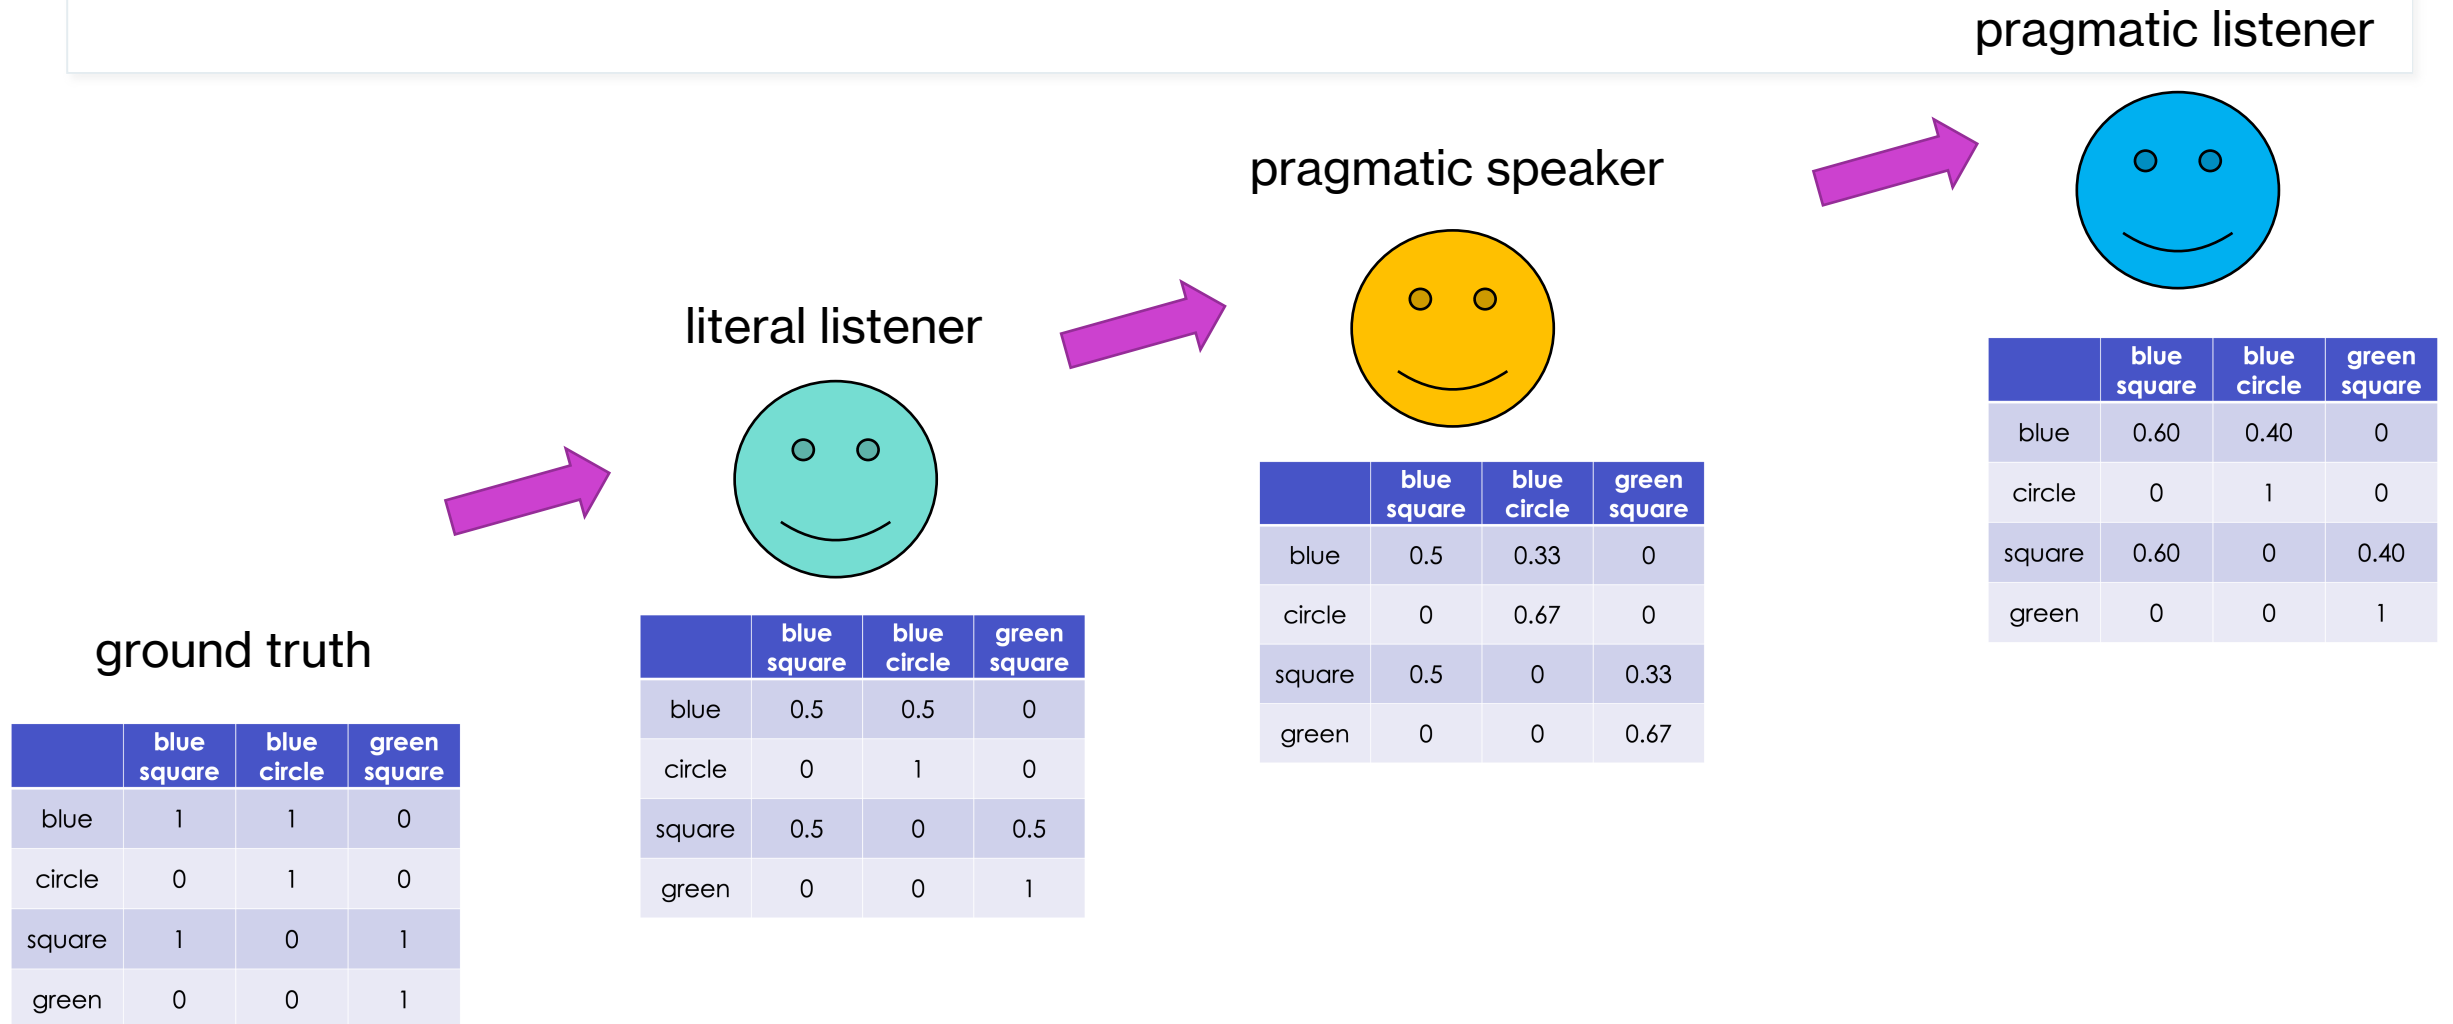 pragmatic listener
pragmatic speaker
literal listener
ground truth
blue square blue circle green square
blue 1 1 0
circle 0 1 0
square 1 0 1
green 0 0 1
blue square blue circle green square
blue 0.5 0.5 0
circle 0 1 0
square 0.5 0 0.5
green 0 0 1
blue square blue circle green square
blue 0.5 0.33 0
circle 0 0.67 0
square 0.5 0 0.33
green 0 0 0.67
blue square blue circle green square
blue 0.60 0.40 0
circle 0 1 0
square 0.60 0 0.40
green 0 0 1